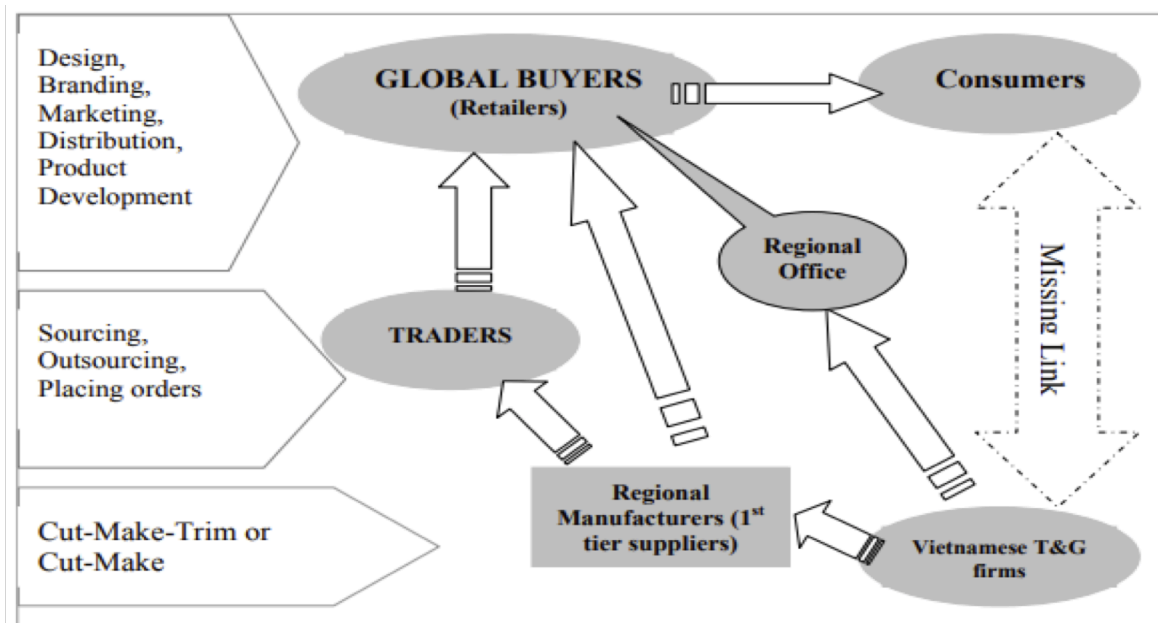 Design,
Branding,
Marketing,
Distribution,
Product
Development
GLOBAL BUYERS
(Retailers)
Consumers
Regional
Office
Missing Link
Sourcing,
Outsourcing,
Placing orders
TRADERS
Cut-Make-Trim or
Cut-Make
Regional
Manufacturers (1st
tier suppliers)
Vietnamese T&G
firms